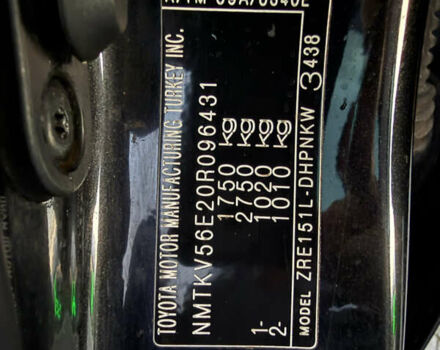 TOYOTA MOTOR MANUFACTURING TURKEY INC.
NMTKV56E20R096431
1750 kg
2750 kg
1- 1020 kg
2- 1010 kg
MODEL ZRE151L-DHPNKW 3438